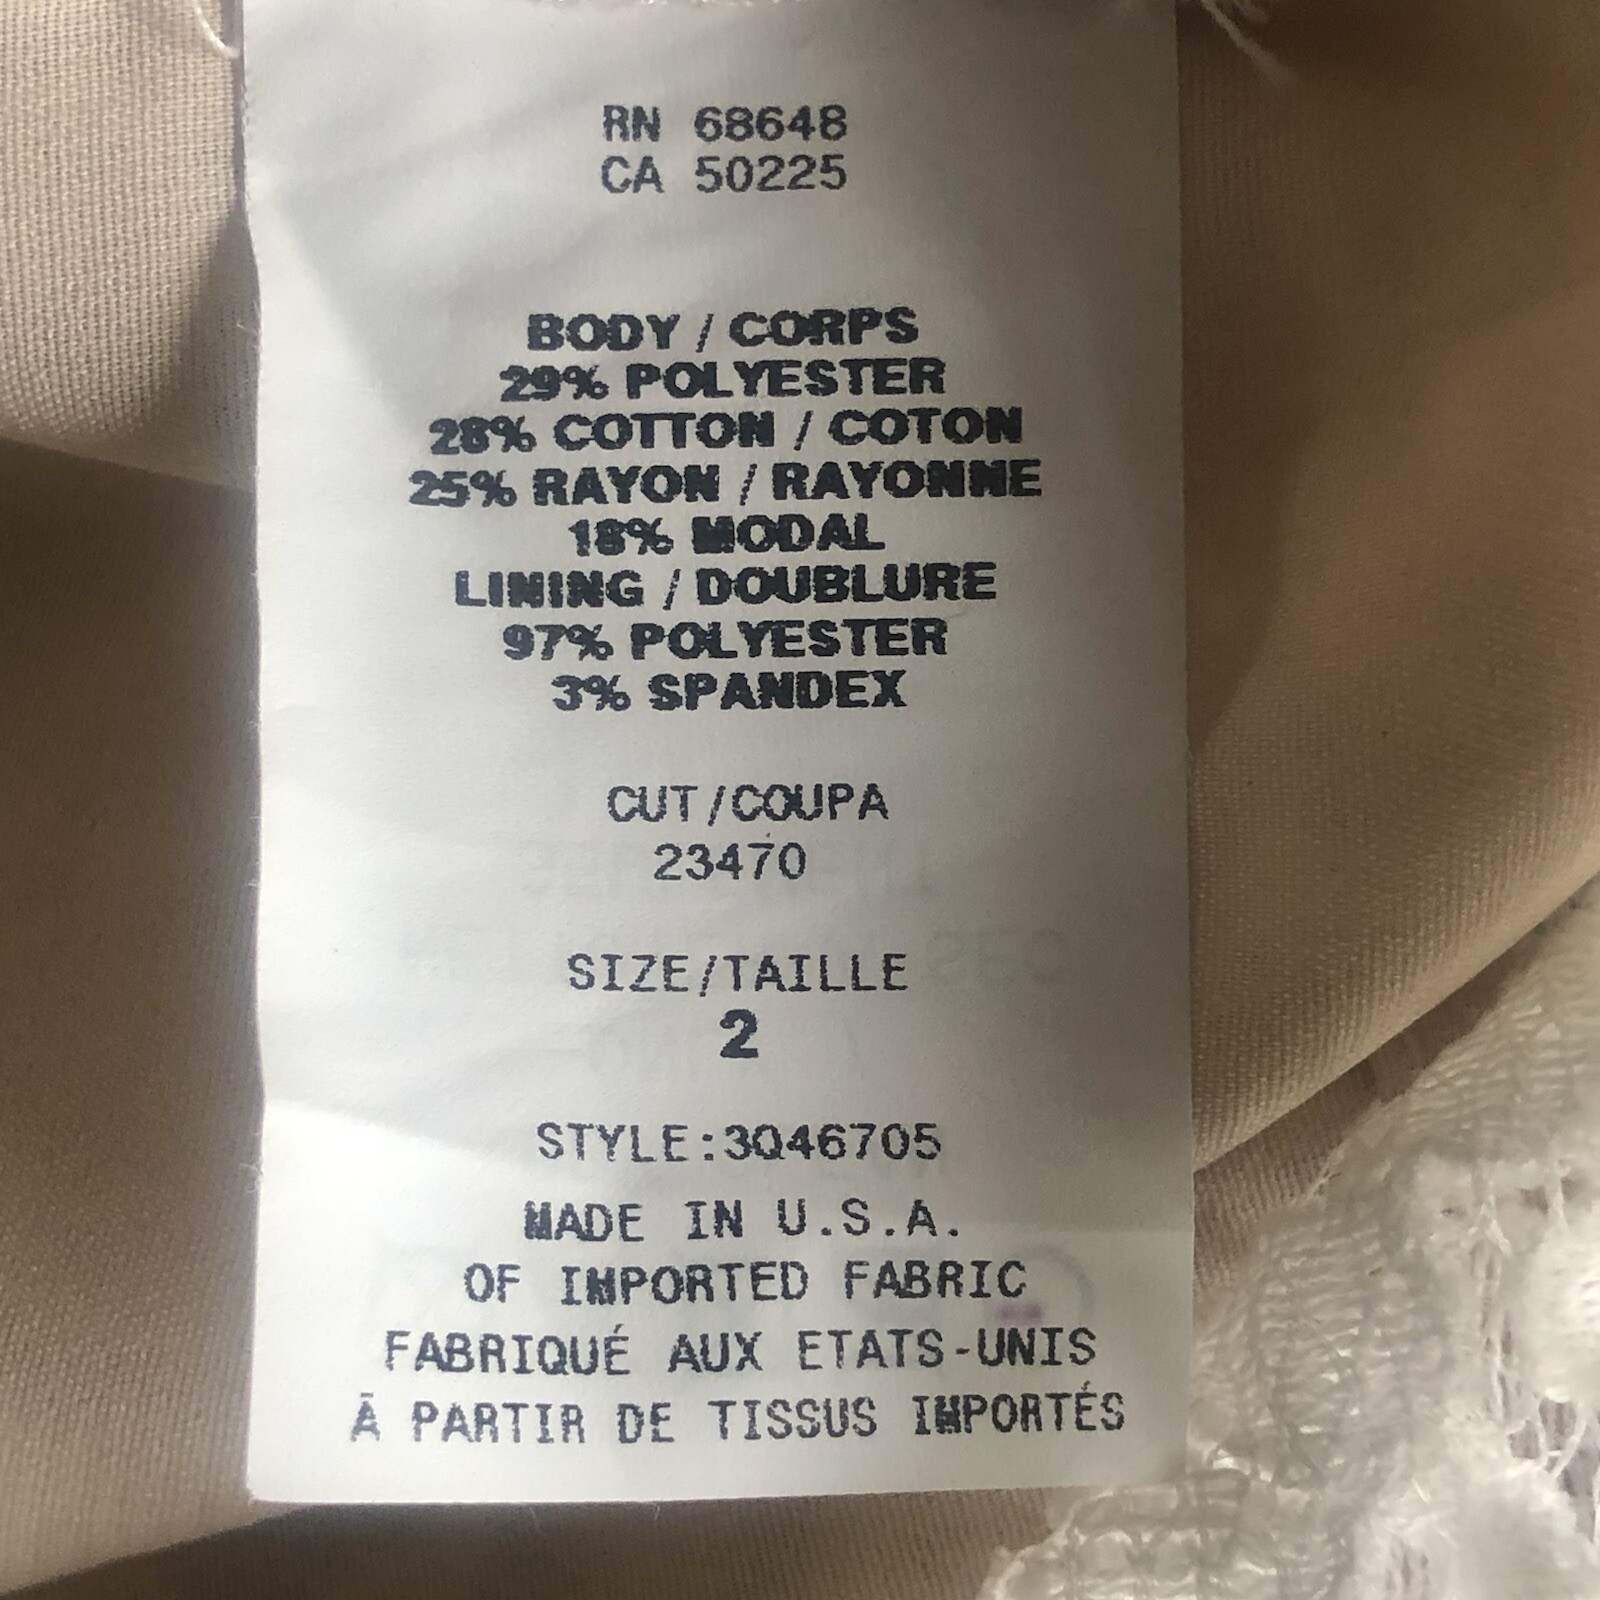 RN 68648
CA 50225
BODY / CORPS
29% POLYESTER
28% COTTON / COTON
25% RAYON / RAYONNE
18% MODAL
LINING / DOUBLURE
97% POLYESTER
3% SPANDEX
CUT/COUPA
23470
SIZE/TAILLE
2
STYLE:3Q46705
MADE IN U.S.A.
OF IMPORTED FABRIC
FABRIQUÉ AUX ETATS-UNIS
À PARTIR DE TISSUS IMPORTÉS